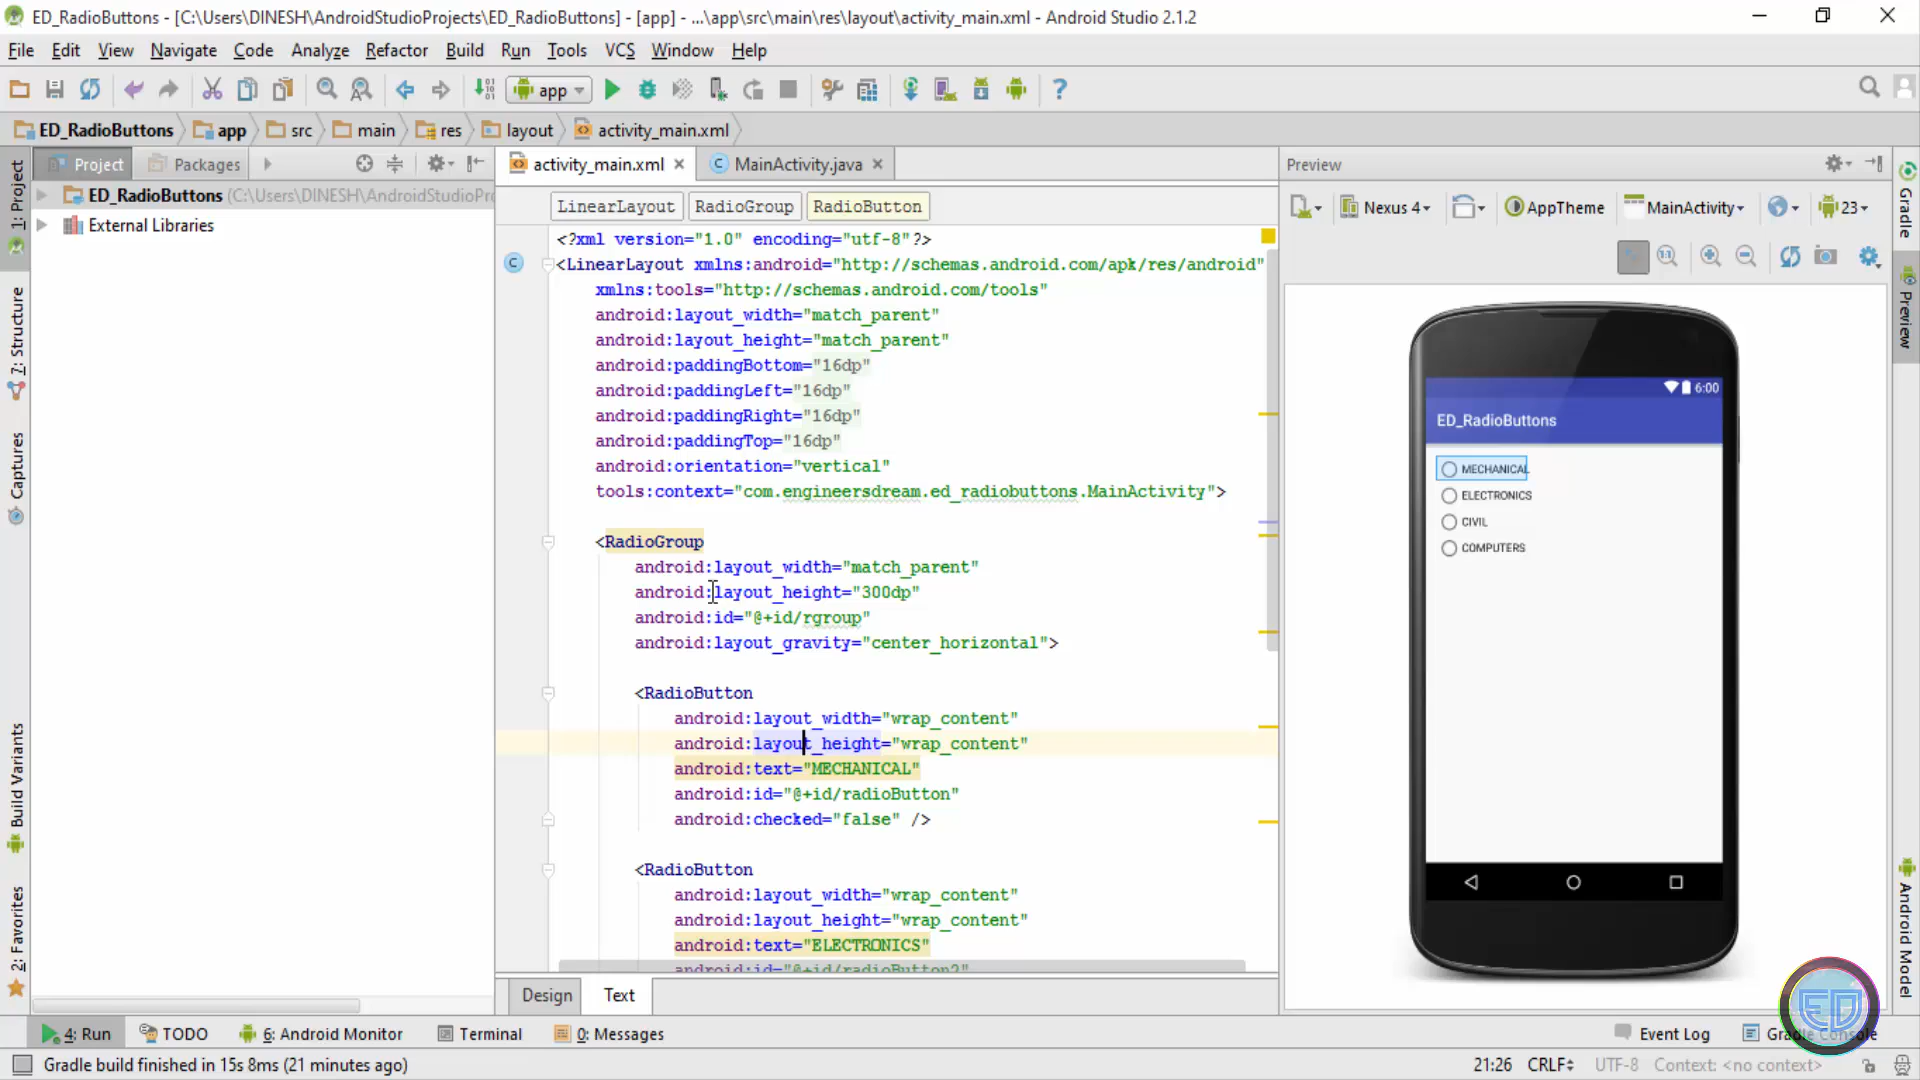 ED_RadioButtons - [C:\Users\DINESH\AndroidStudioProjects\ED_RadioButtons] - [app] - ...\app\src\main\res\layout\activity_main.xml - Android Studio 2.1.2
File Edit View Navigate Code Analyze Refactor Build Run Tools VCS Window Help
app
ED_RadioButtons app src main res layout activity_main.xml
Project Packages
activity_main.xml MainActivity.java
Preview
1: Project
7: Structure
Captures
Build Variants
2: Favorites
ED_RadioButtons (C:\Users\DINESH\AndroidStudioPr
External Libraries
LinearLayout RadioGroup RadioButton
<?xml version="1.0" encoding="utf-8"?>
<LinearLayout xmlns:android="http://schemas.android.com/apk/res/android"
xmlns:tools="http://schemas.android.com/tools"
android:layout_width="match_parent"
android:layout_height="match_parent"
android:paddingBottom="16dp"
android:paddingLeft="16dp"
android:paddingRight="16dp"
android:paddingTop="16dp"
android:orientation="vertical"
tools:context="com.engineersdream.ed_radiobuttons.MainActivity">
<RadioGroup
android:layout_width="match_parent"
android:layout_height="300dp"
android:id="@+id/rgroup"
android:layout_gravity="center_horizontal">
<RadioButton
android:layout_width="wrap_content"
android:layout_height="wrap_content"
android:text="MECHANICAL"
android:id="@+id/radioButton"
android:checked="false" />
<RadioButton
android:layout_width="wrap_content"
android:layout_height="wrap_content"
android:text="ELECTRONICS"
android:id="@+id/radioButton2"
Design Text
Nexus 4 AppTheme MainActivity 23
1:1
6:00
ED_RadioButtons
MECHANICAL
ELECTRONICS
CIVIL
COMPUTERS
Gradle
Preview
Android Model
4: Run TODO 6: Android Monitor Terminal 0: Messages Event Log Gradle Console
ED
Gradle build finished in 15s 8ms (21 minutes ago) 21:26 CRLF UTF-8 Context: <no context>